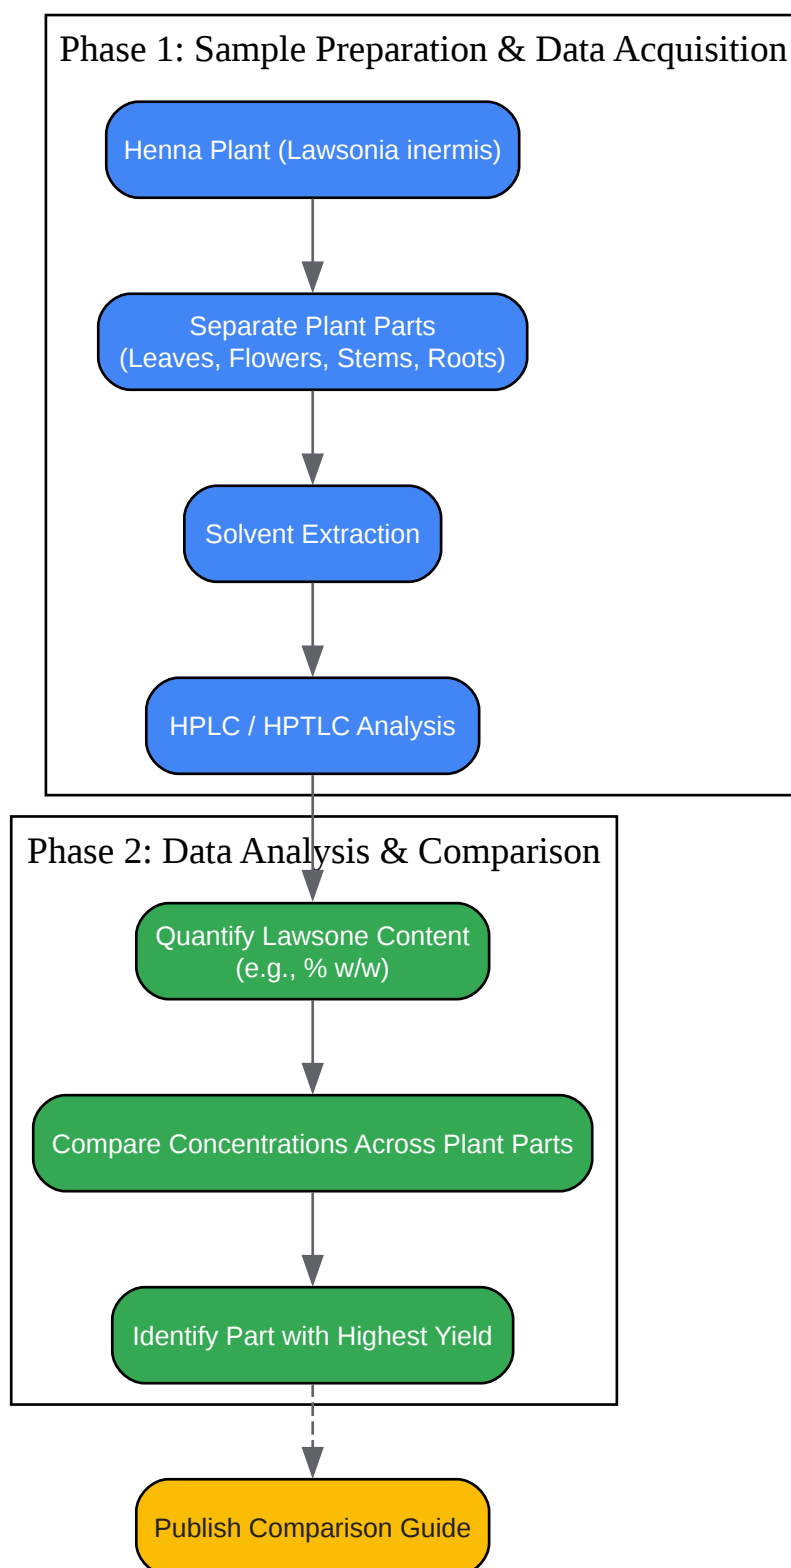 Phase 1: Sample Preparation & Data Acquisition
Henna Plant (Lawsonia inermis)
Separate Plant Parts
(Leaves, Flowers, Stems, Roots)
Solvent Extraction
HPLC / HPTLC Analysis
Phase 2: Data Analysis & Comparison
Quantify Lawsone Content
(e.g., % w/w)
Compare Concentrations Across Plant Parts
Identify Part with Highest Yield
Publish Comparison Guide